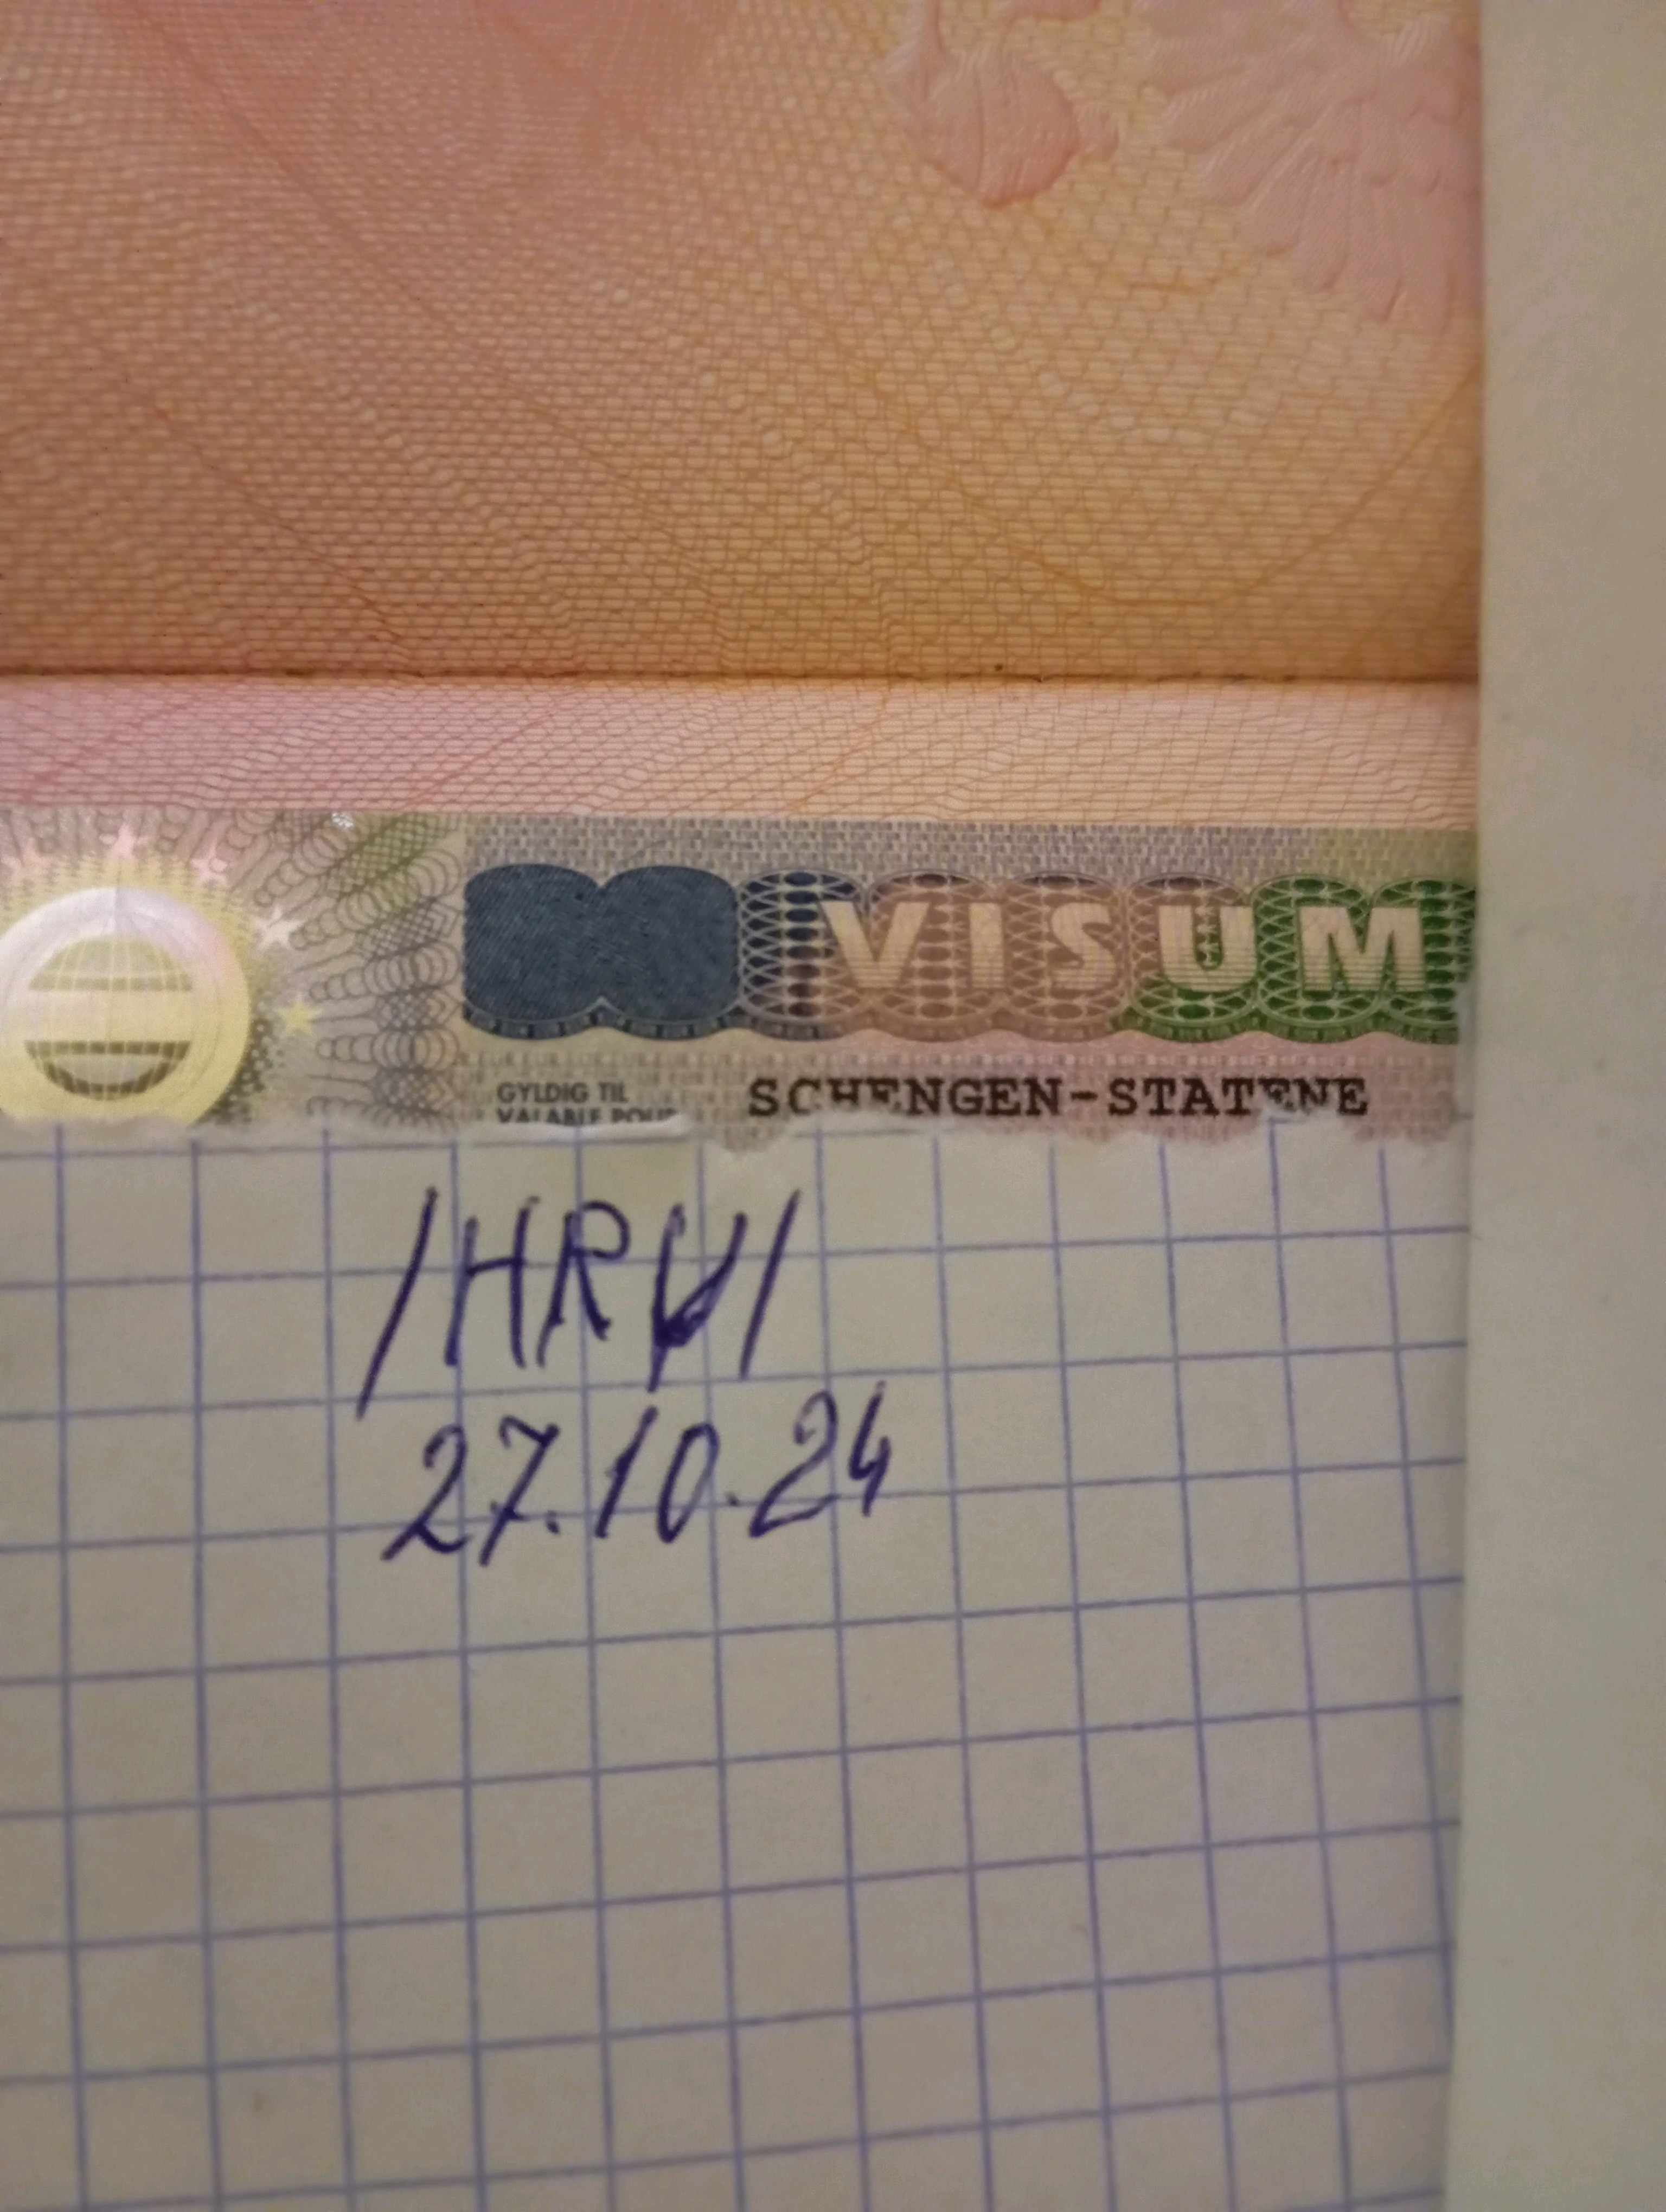 VISUM
GYLDIG TIL
VALABLE POUR
SCHENGEN-STATENE
/HRV/
27.10.24